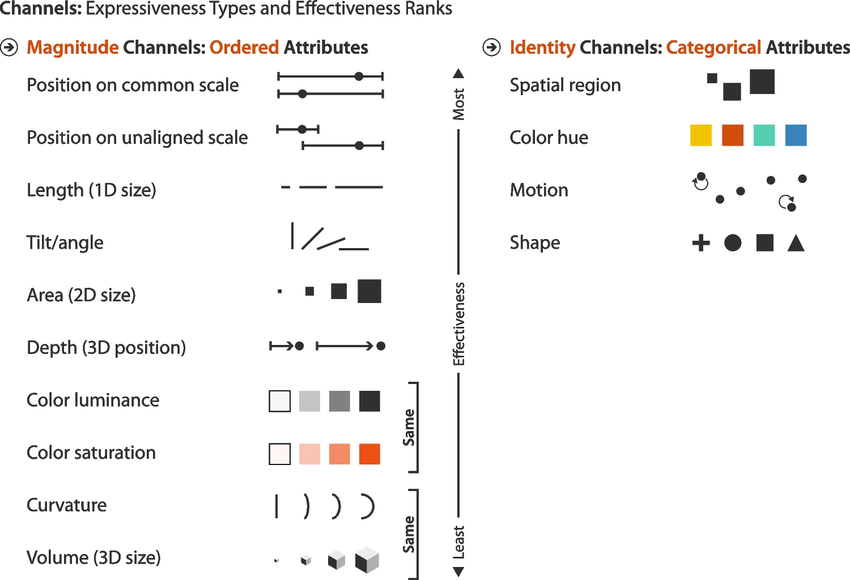 Channels: Expressiveness Types and Effectiveness Ranks
Magnitude Channels: Ordered Attributes
Position on common scale
Position on unaligned scale
Length (1D size)
Tilt/angle
Area (2D size)
Depth (3D position)
Color luminance
Color saturation
Curvature
Volume (3D size)
Same
Same
Most
Effectiveness
Least
Identity Channels: Categorical Attributes
Spatial region
Color hue
Motion
Shape